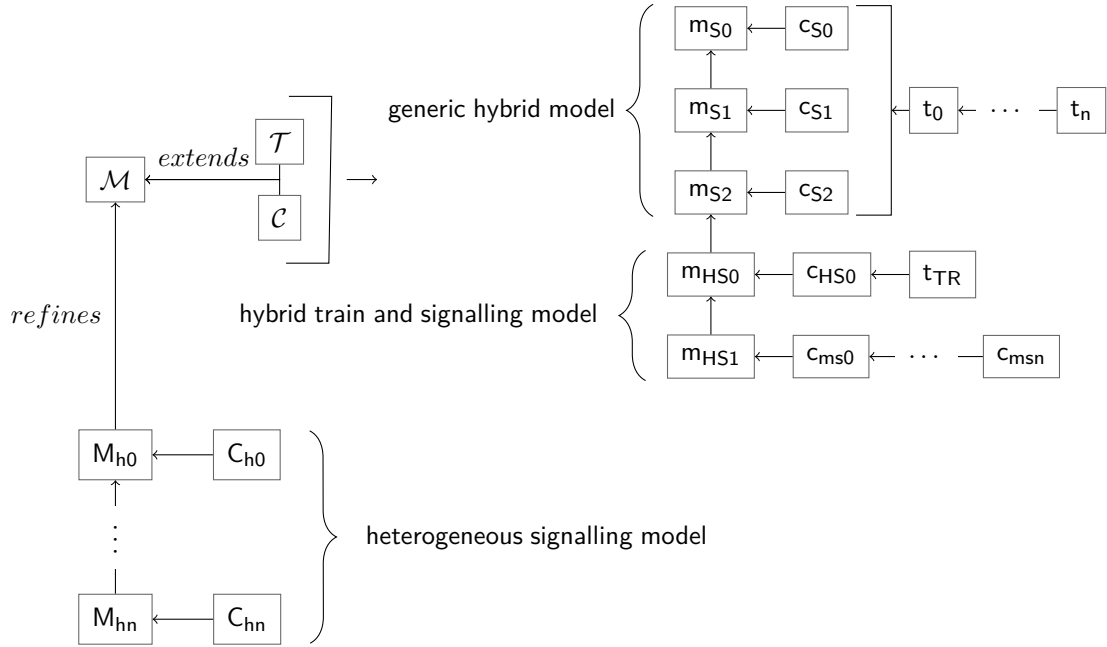 m_S0 c_S0
generic hybrid model m_S1 c_S1 t_0 ··· t_n
m_S2 c_S2
𝓜 extends 𝓣
𝓒
m_HS0 c_HS0 t_TR
refines hybrid train and signalling model
m_HS1 c_ms0 ··· c_msn
M_h0 C_h0
⋮
heterogeneous signalling model
M_hn C_hn